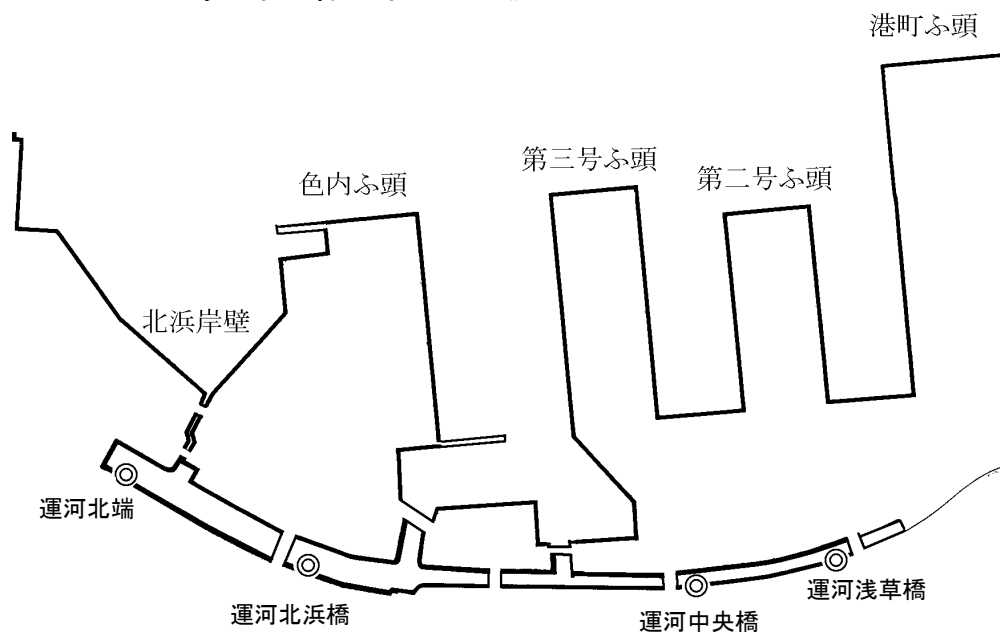 港町ふ頭
第三号ふ頭
色内ふ頭
第二号ふ頭
北浜岸壁
運河北端
運河北浜橋
運河中央橋
運河浅草橋